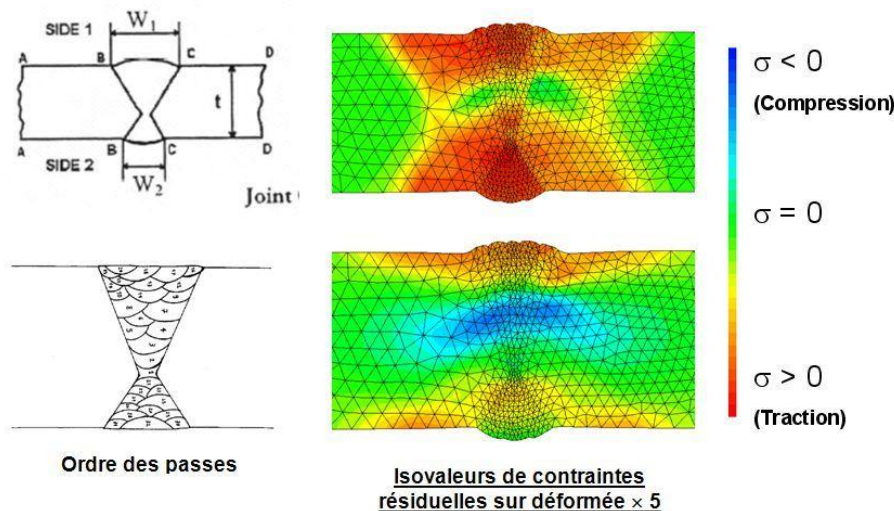 SIDE 1
W1
A
B
C
D
t
A
B
C
D
SIDE 2
W2
Joint
Ordre des passes
Isovaleurs de contraintes
résiduelles sur déformée × 5
σ < 0
(Compression)
σ = 0
σ > 0
(Traction)